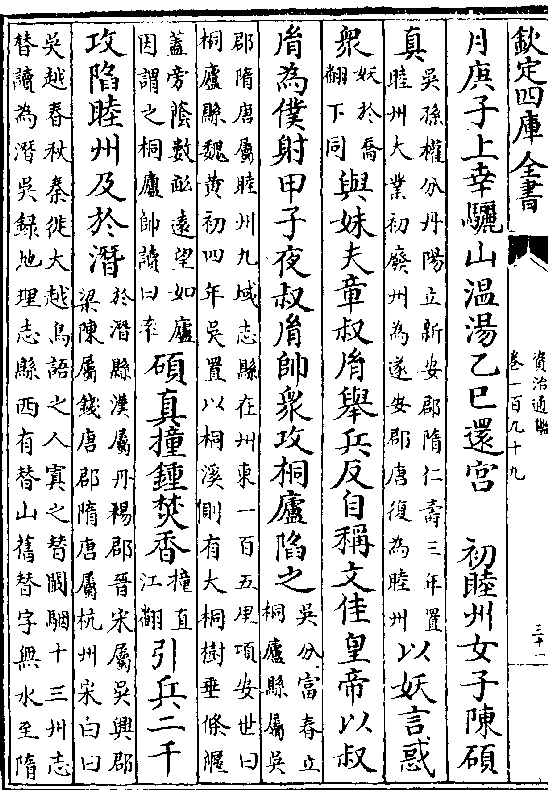 欽定四庫全書
資治通鑑
卷一百九十九
三十一
月庚子上幸驪山温湯乙巳還宫 初睦州女子陳碩
真吳孫權分丹陽立新安郡隋仁壽三年置睦州大業初廢州為遂安郡唐復為睦州以妖言惑
衆妖於喬翻下同與妹夫章叔胤舉兵反自稱文佳皇帝以叔
胤為僕射甲子夜叔胤帥衆攻桐廬陷之吳分富春立桐廬縣屬吳
郡隋唐屬睦州九域志縣在州東一百五里項安世曰桐廬縣魏黄初四年吳置以桐溪側有大桐樹垂條偃
蓋旁蔭數畝遠望如廬因謂之桐廬帥讀曰率碩真撞鍾焚香撞直江翻引兵二千
攻陷睦州及於潛於潛縣漢屬丹楊郡晉宋屬吳興郡梁陳屬錢唐郡隋唐屬杭州宋白曰
吳越春秋秦徙大越鳥語之人寘之朁闞駰十三州志朁讀為潛吳録地理志縣西有朁山舊朁字無水至隋